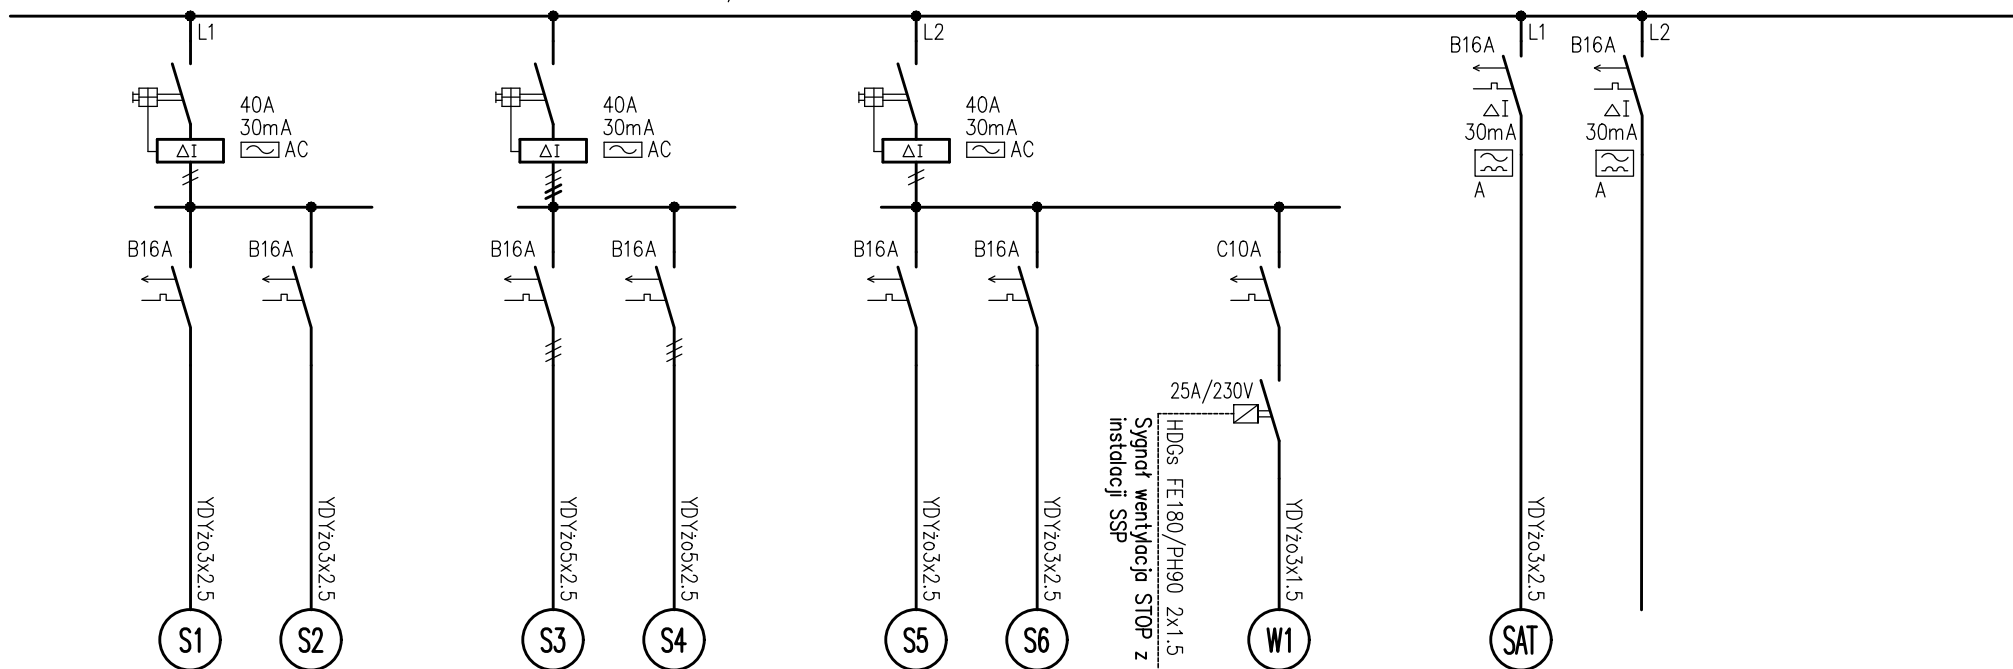 L1
L2
L1
L2
B16A
B16A
40A
30mA
AC
40A
30mA
AC
40A
30mA
AC
ΔI
ΔI
ΔI
ΔI
30mA
A
ΔI
30mA
A
B16A
B16A
B16A
B16A
B16A
B16A
C10A
25A/230V
HDGs FE180/PH90 2x1.5
Sygnał wentylacja STOP z
instalacji SSP
YDYżo3x2.5
YDYżo3x2.5
YDYżo5x2.5
YDYżo5x2.5
YDYżo3x2.5
YDYżo3x2.5
YDYżo3x1.5
YDYżo3x2.5
S1
S2
S3
S4
S5
S6
W1
SAT